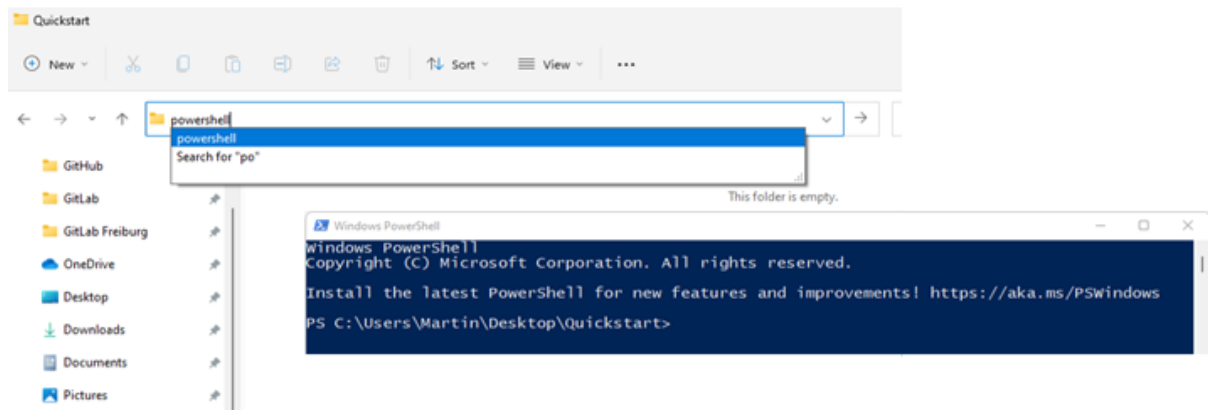 Quickstart
New
Sort
View
powershell
powershell
Search for "po"
GitHub
GitLab
GitLab Freiburg
OneDrive
Desktop
Downloads
Documents
Pictures
This folder is empty.
Windows PowerShell
Windows PowerShell
Copyright (C) Microsoft Corporation. All rights reserved.
Install the latest PowerShell for new features and improvements! https://aka.ms/PSWindows
PS C:\Users\Martin\Desktop\Quickstart>